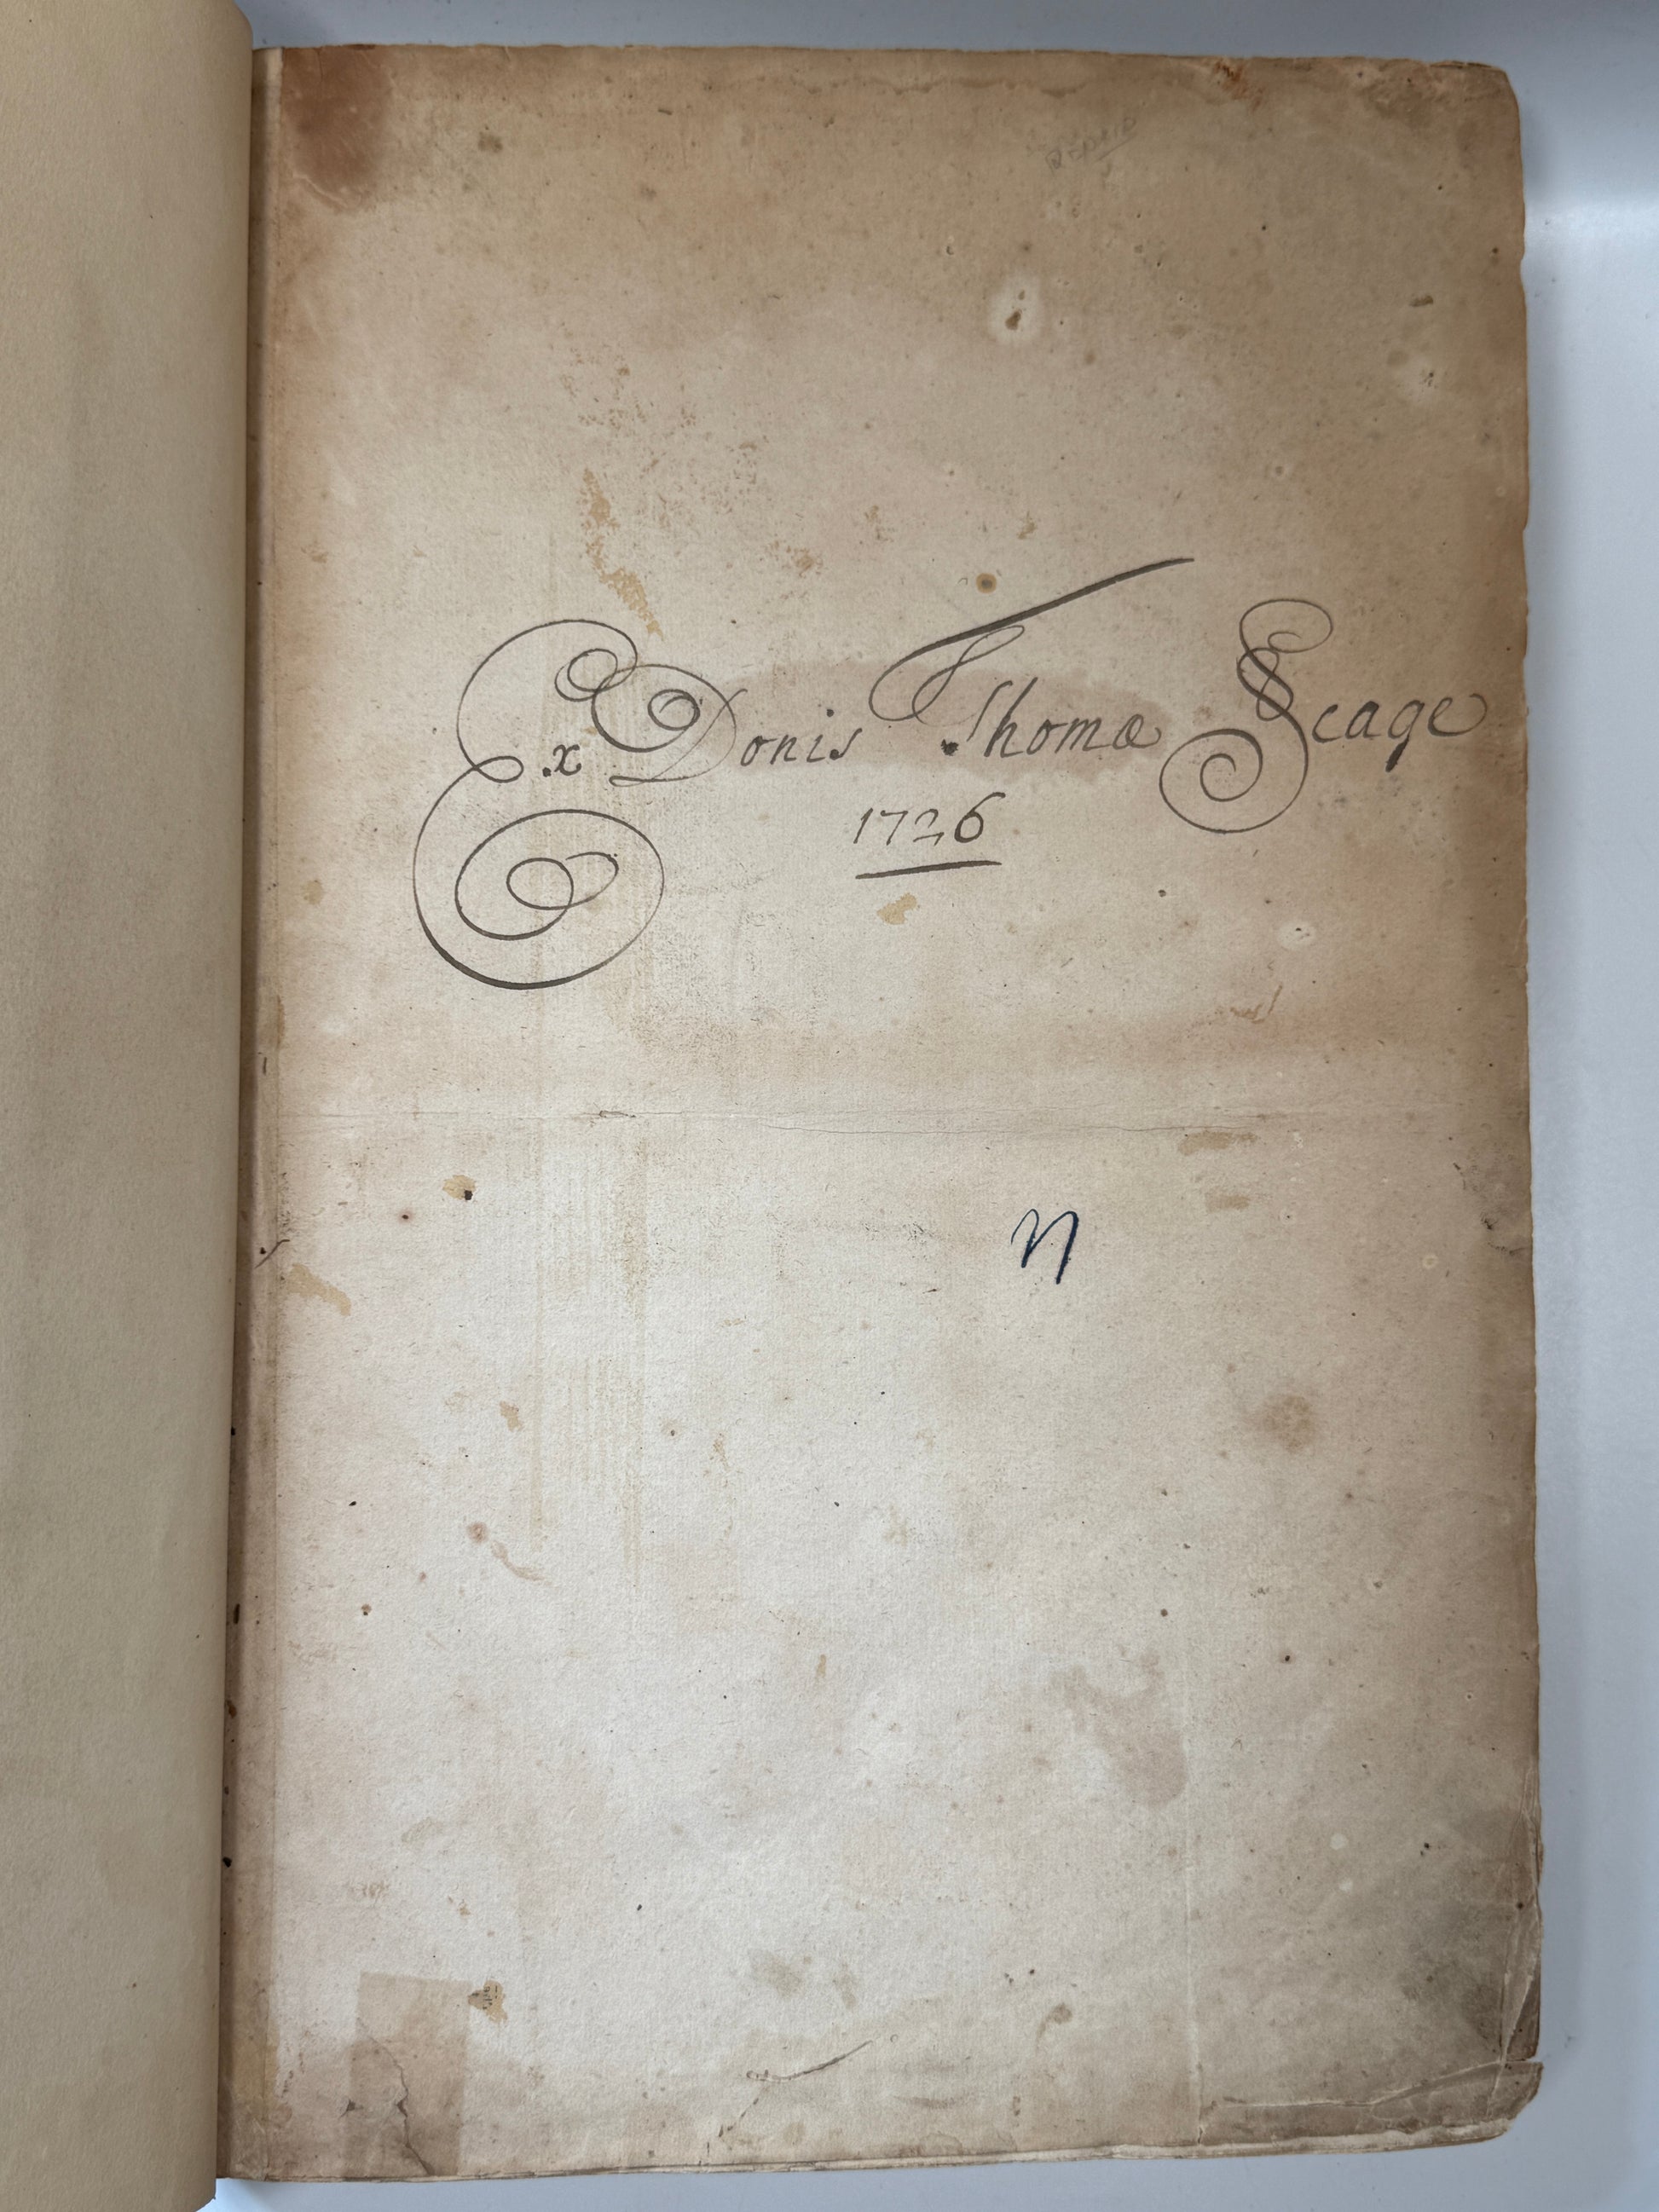 Ex Donis Thomæ Scage
1726
n